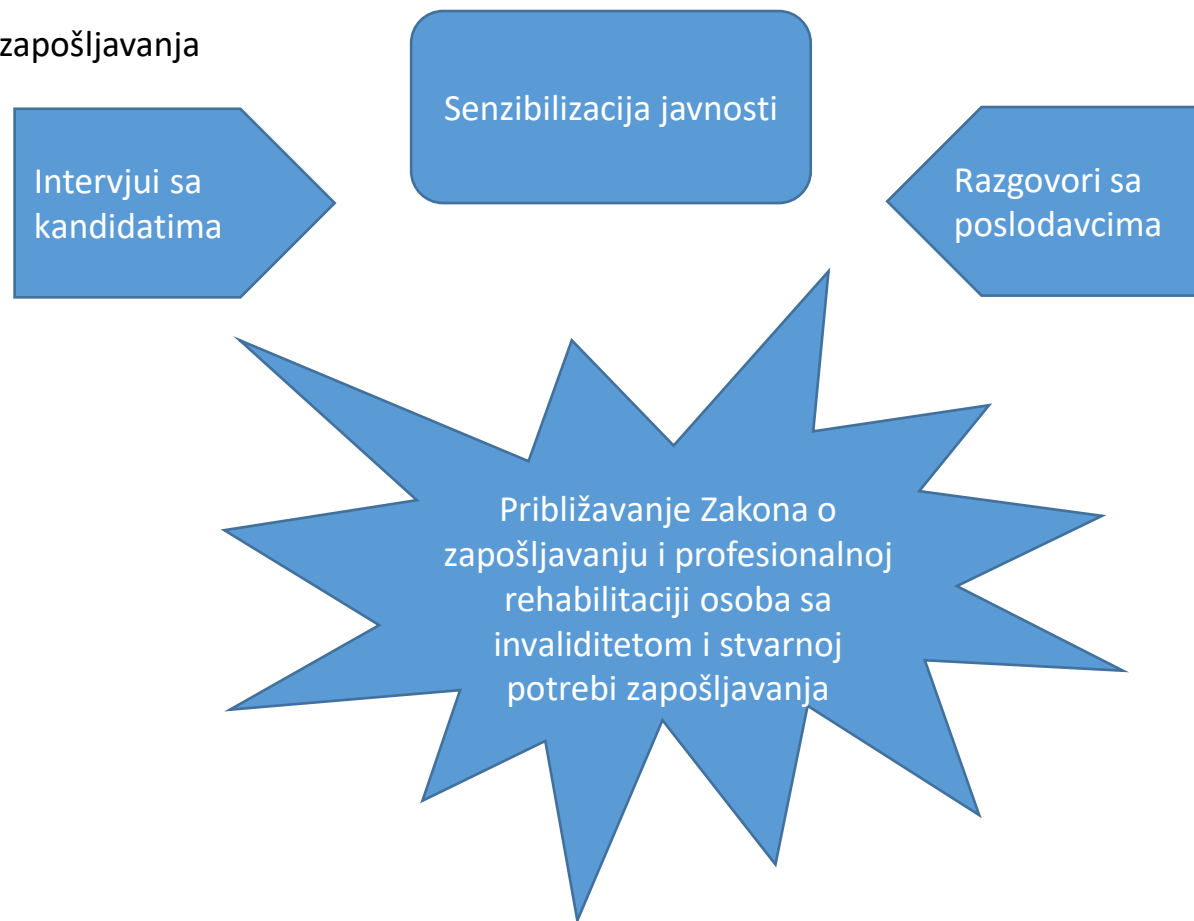 zapošljavanja
Senzibilizacija javnosti
Intervjui sa
kandidatima
Razgovori sa
poslodavcima
Približavanje Zakona o
zapošljavanju i profesionalnoj
rehabilitaciji osoba sa
invaliditetom i stvarnoj
potrebi zapošljavanja